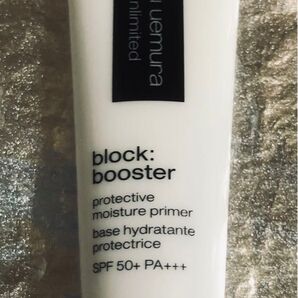 uemura
unlimited
block:
booster
protective
moisture primer
base hydratante
protectrice
SPF 50+ PA+++